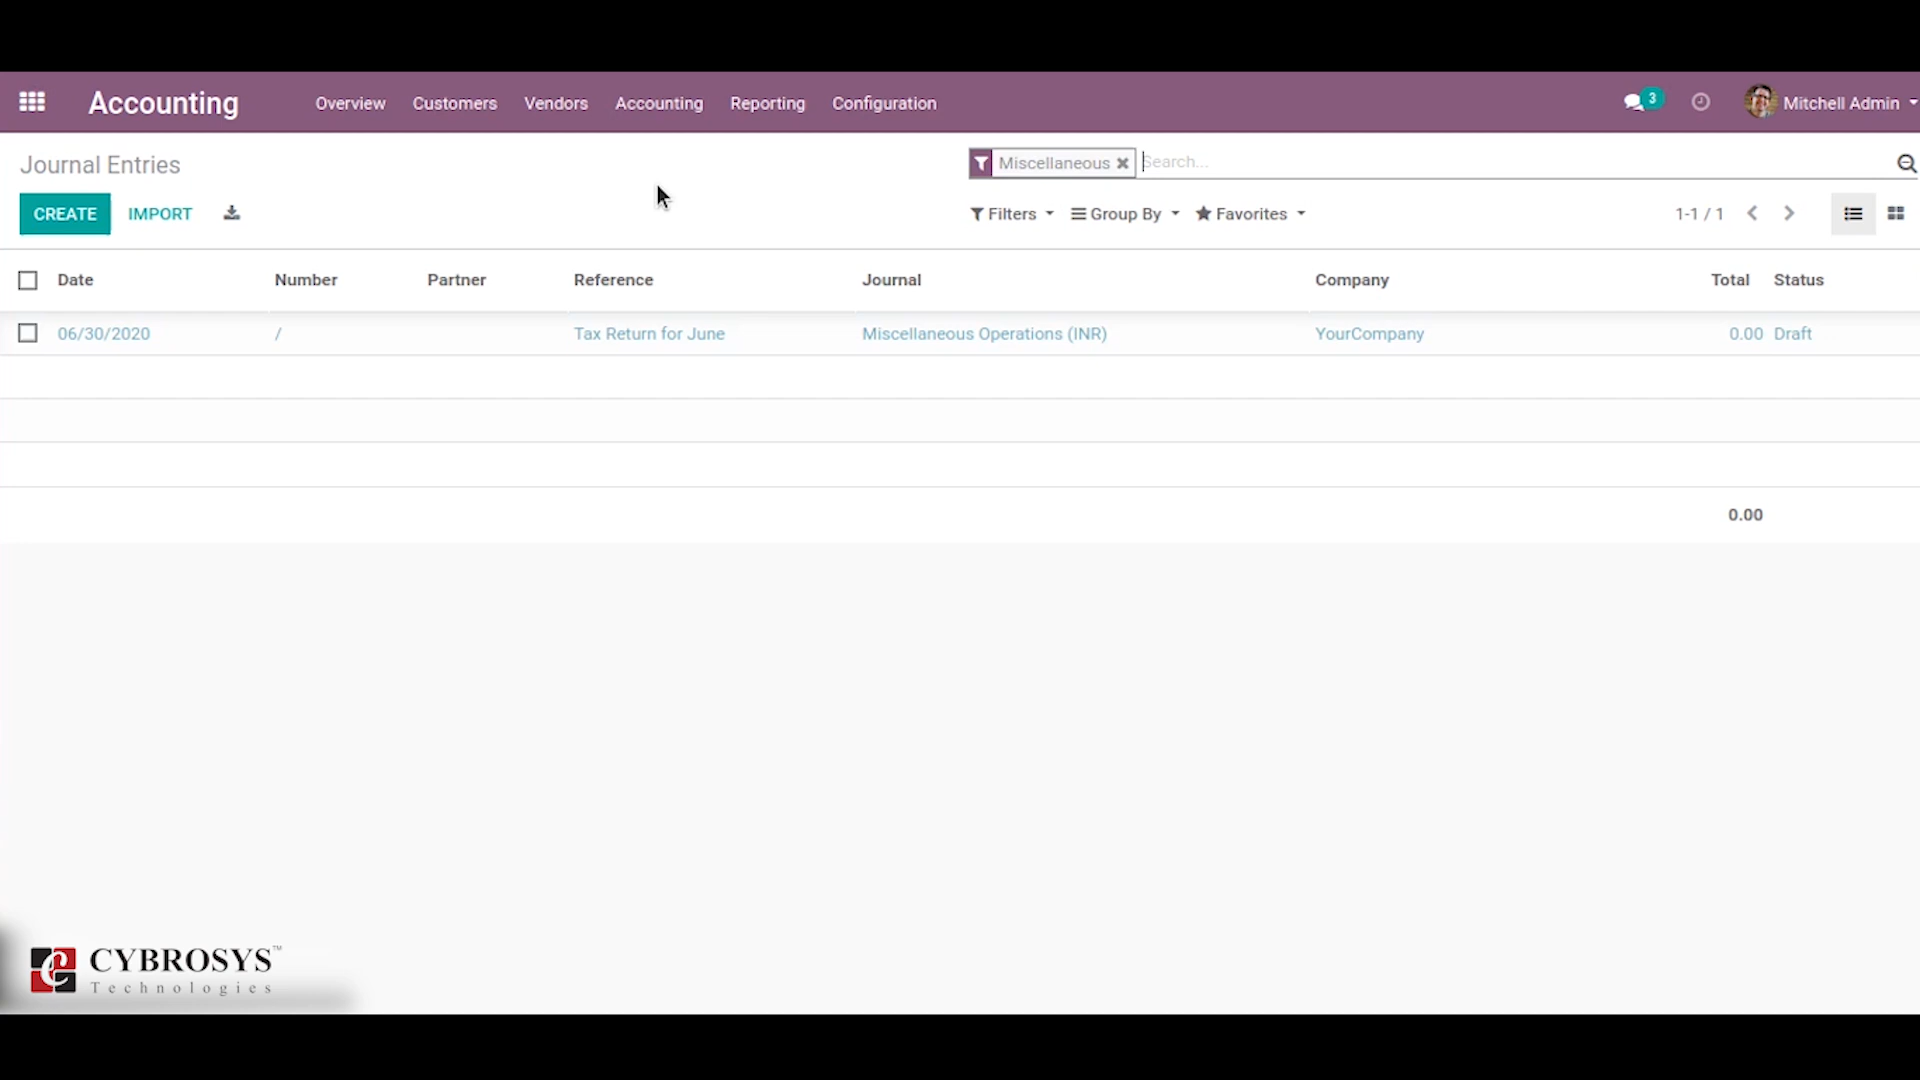 Accounting Overview Customers Vendors Accounting Reporting Configuration 3 Mitchell Admin
Journal Entries Miscellaneous Search...
CREATE IMPORT Filters Group By Favorites 1-1 / 1
Date Number Partner Reference Journal Company Total Status
06/30/2020 / Tax Return for June Miscellaneous Operations (INR) YourCompany 0.00 Draft
0.00
CYBROSYS™
Technologies